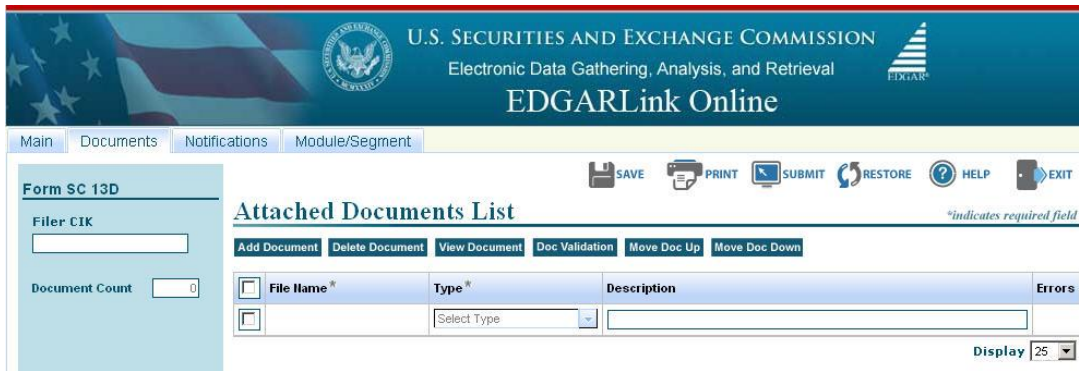 U.S. SECURITIES AND EXCHANGE COMMISSION
Electronic Data Gathering, Analysis, and Retrieval
EDGAR®
EDGARLink Online
Main Documents Notifications Module/Segment
SAVE PRINT SUBMIT RESTORE ? HELP EXIT
Form SC 13D
Attached Documents List
*indicates required field
Filer CIK
Add Document Delete Document View Document Doc Validation Move Doc Up Move Doc Down
Document Count 0
File Name* Type* Description Errors
Select Type
Display 25